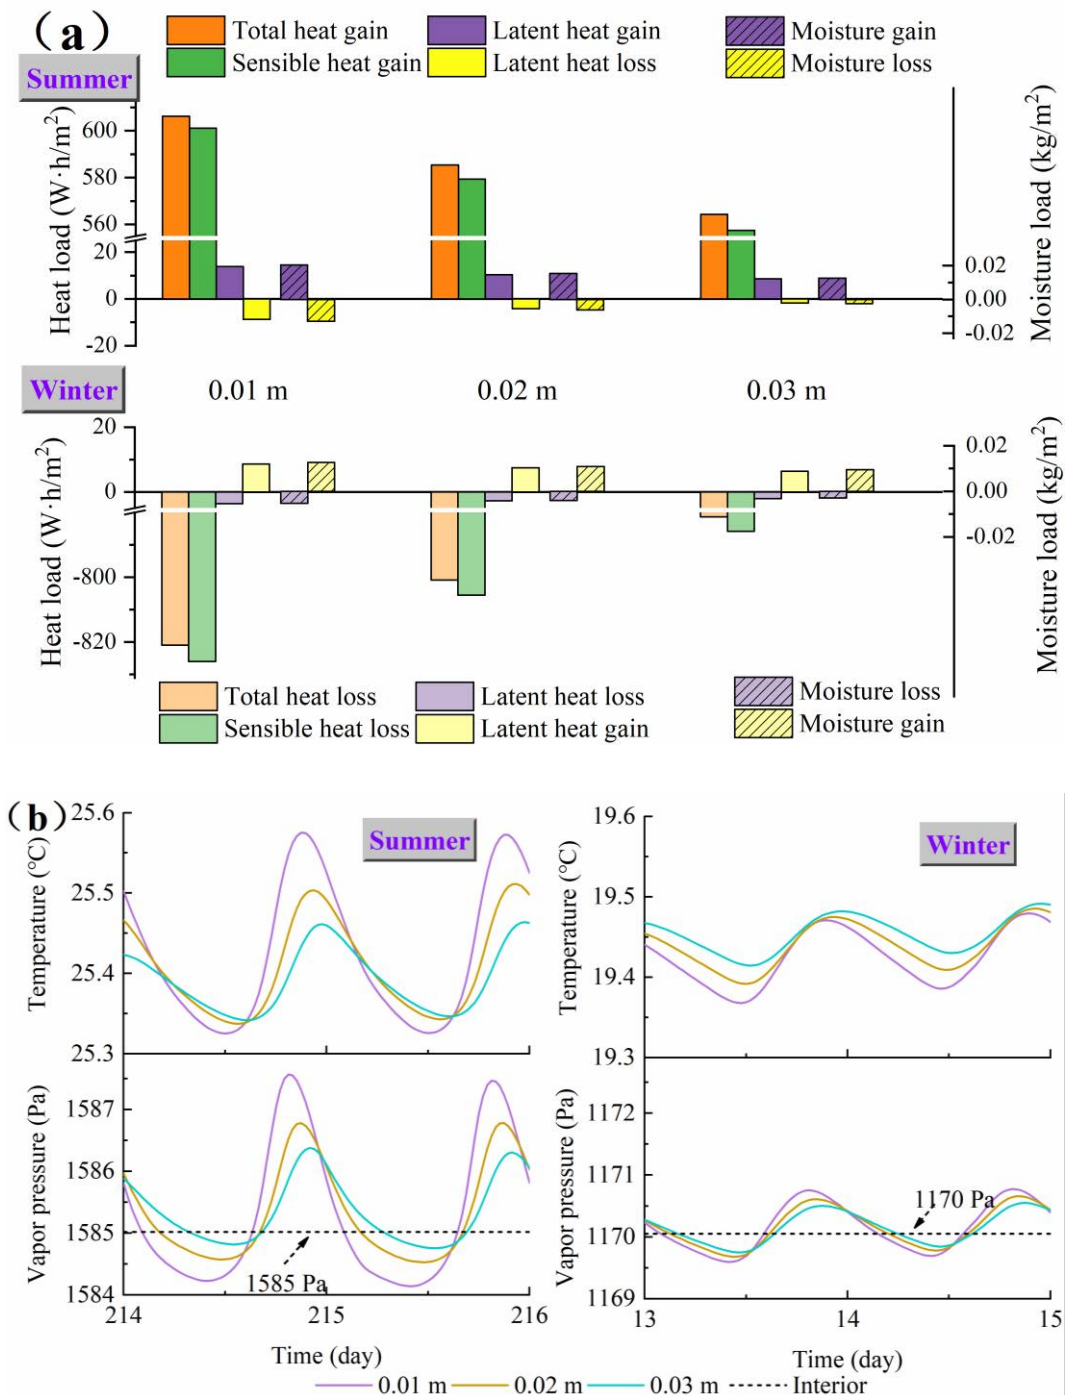 (a)
Total heat gain
Latent heat gain
Moisture gain
Sensible heat gain
Latent heat loss
Moisture loss
Summer
Heat load (W·h/m²)
600
580
560
20
0
-20
Moisture load (kg/m²)
0.02
0.00
-0.02
Winter
0.01 m
0.02 m
0.03 m
Heat load (W·h/m²)
20
0
-800
-820
Moisture load (kg/m²)
0.02
0.00
-0.02
Total heat loss
Latent heat loss
Moisture loss
Sensible heat loss
Latent heat gain
Moisture gain
(b)
Summer
Temperature (℃)
25.6
25.5
25.4
25.3
Winter
Temperature (℃)
19.6
19.5
19.4
19.3
Vapor pressure (Pa)
1587
1586
1585
1584
1585 Pa
214
215
216
Time (day)
Vapor pressure (Pa)
1172
1171
1170
1169
1170 Pa
13
14
15
Time (day)
0.01 m
0.02 m
0.03 m
Interior